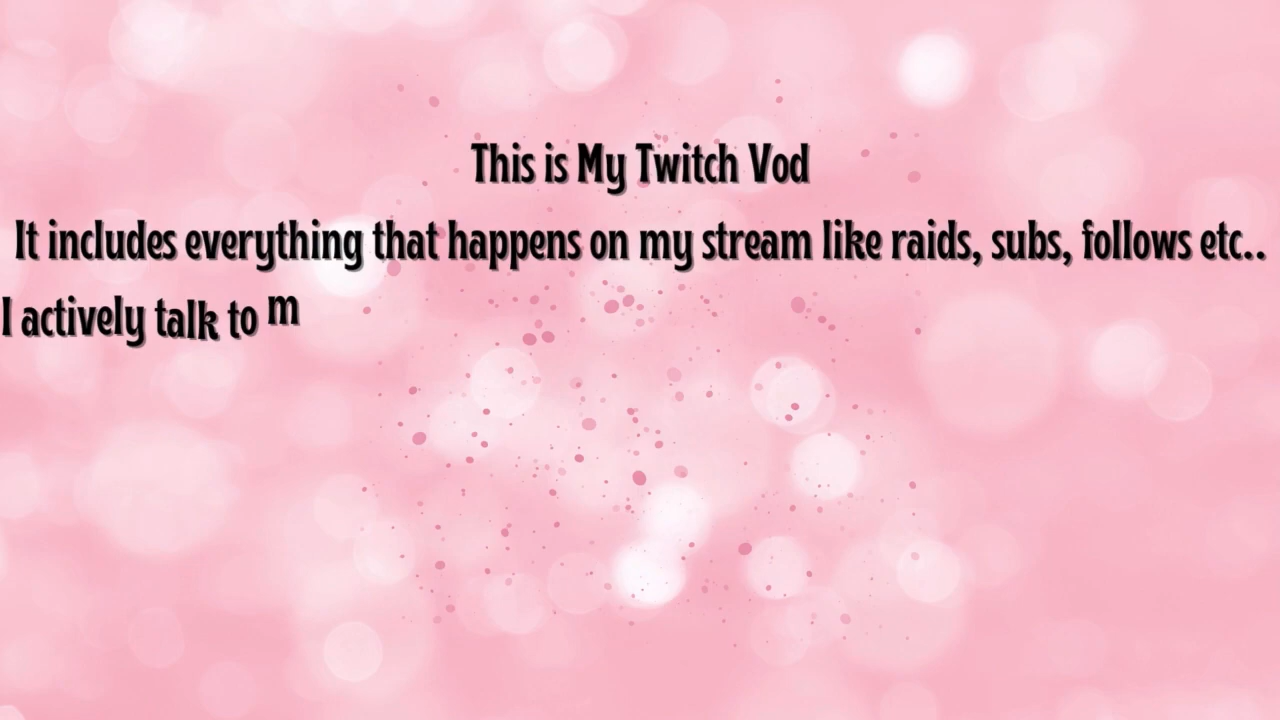 This is My Twitch Vod
It includes everything that happens on my stream like raids, subs, follows etc..
I actively talk to m